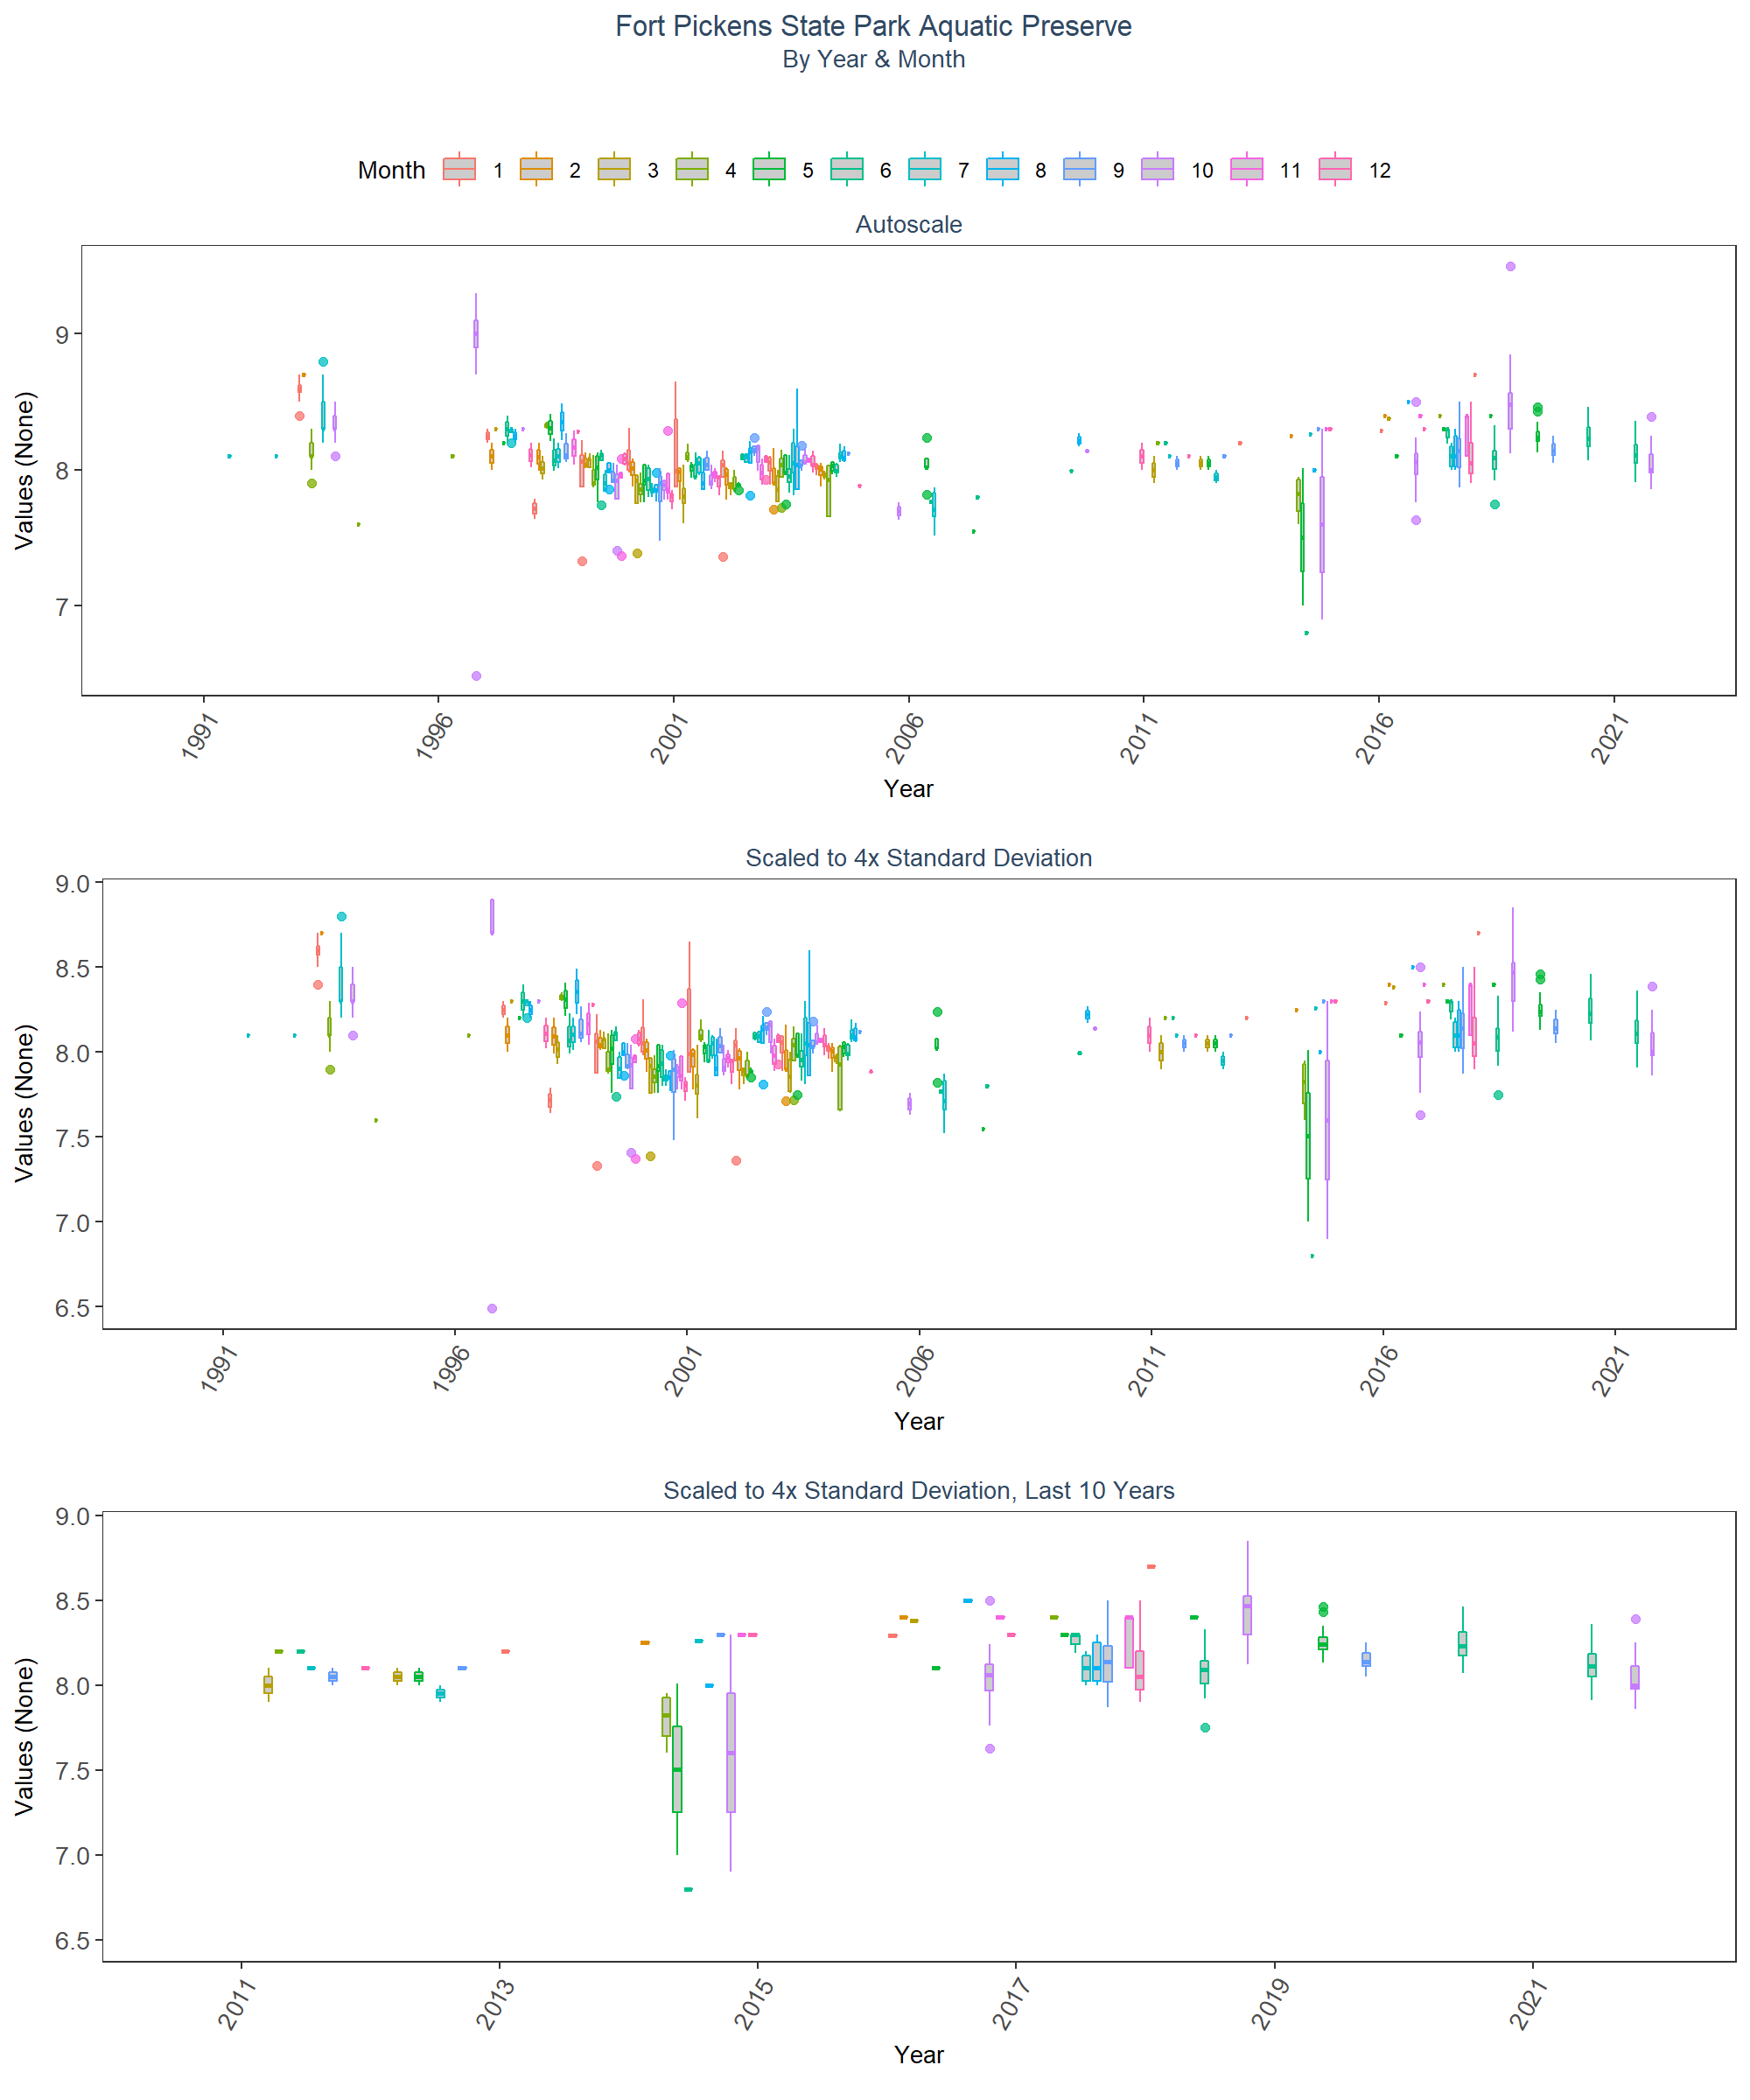 Fort Pickens State Park Aquatic Preserve
By Year & Month
Month 1 2 3 4 5 6 7 8 9 10 11 12
Autoscale
Values (None)
9
8
7
1991 1996 2001 2006 2011 2016 2021
Year
Scaled to 4x Standard Deviation
Values (None)
9.0
8.5
8.0
7.5
7.0
6.5
1991 1996 2001 2006 2011 2016 2021
Year
Scaled to 4x Standard Deviation, Last 10 Years
Values (None)
9.0
8.5
8.0
7.5
7.0
6.5
2011 2013 2015 2017 2019 2021
Year